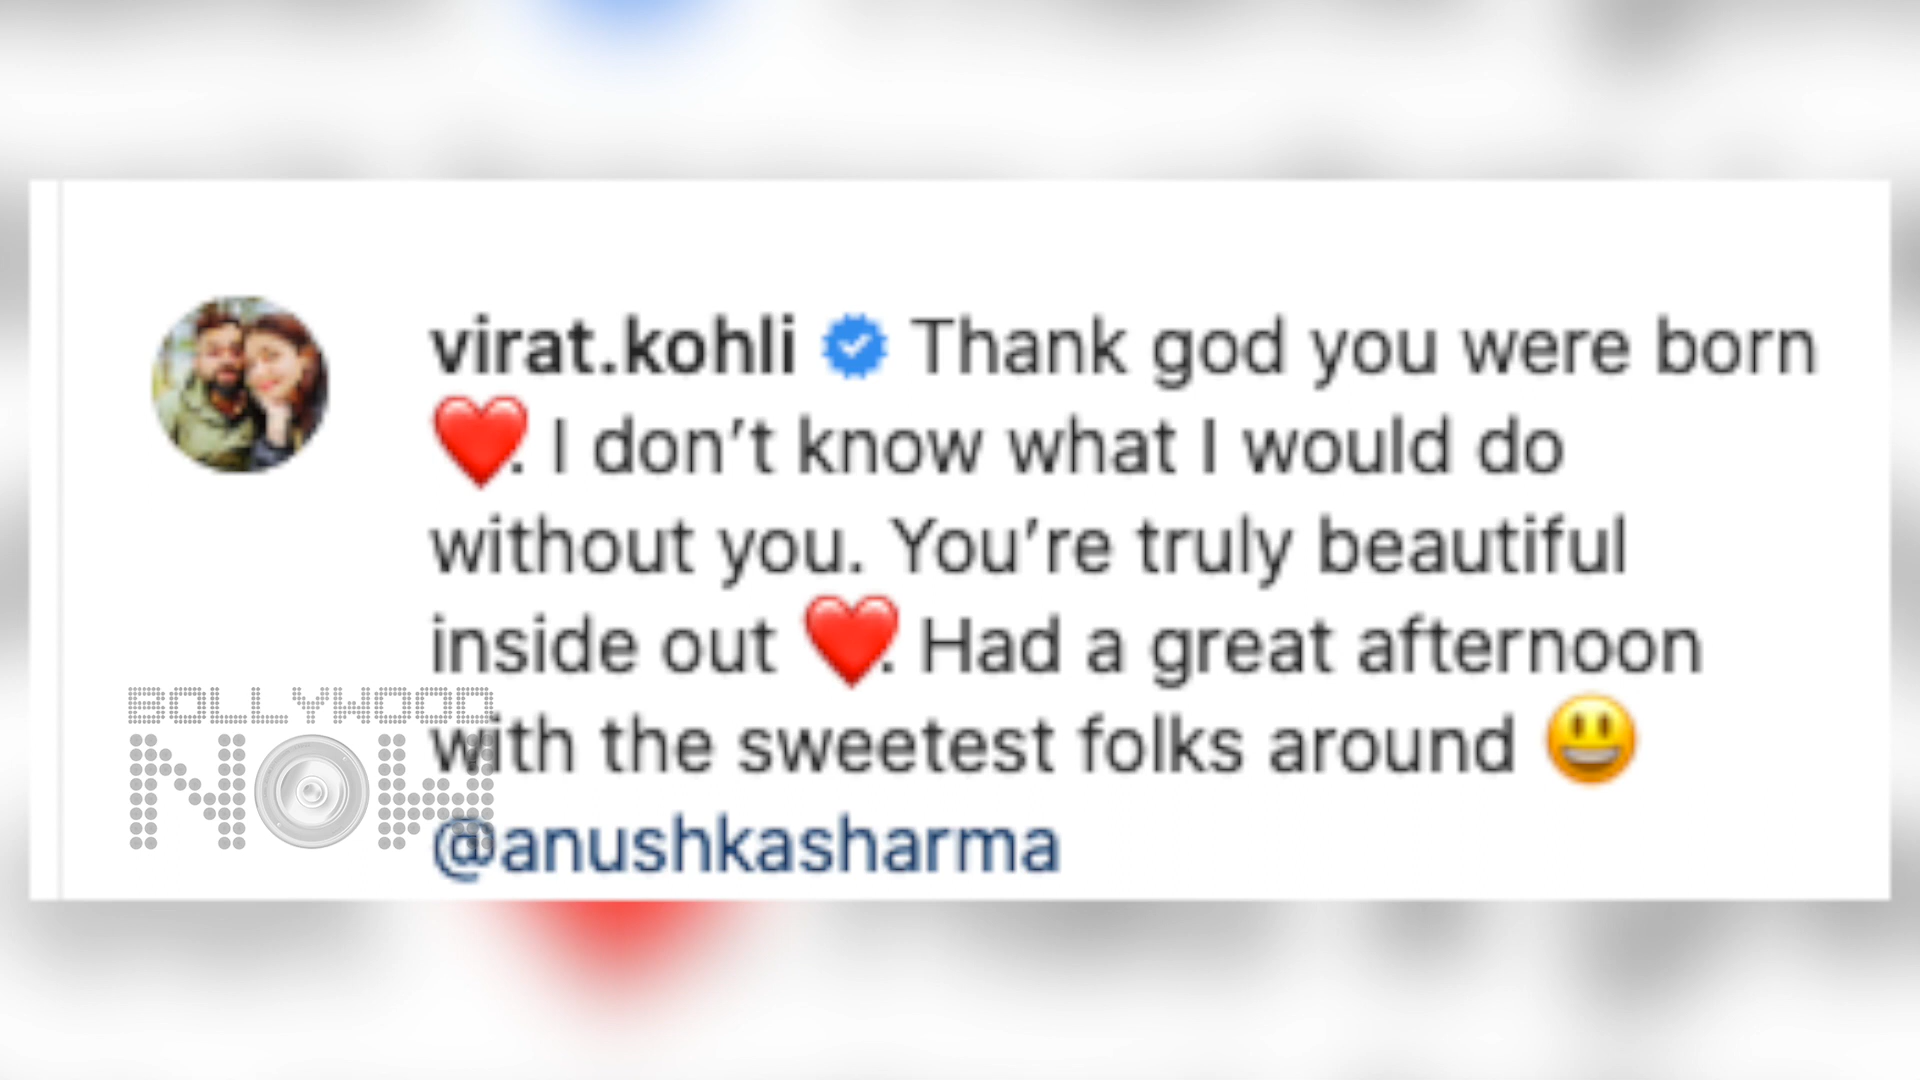 virat.kohli Thank god you were born
❤️. I don’t know what I would do
without you. You’re truly beautiful
inside out ❤️. Had a great afternoon
with the sweetest folks around 😃
@anushkasharma
BOLLYWOOD
NOW